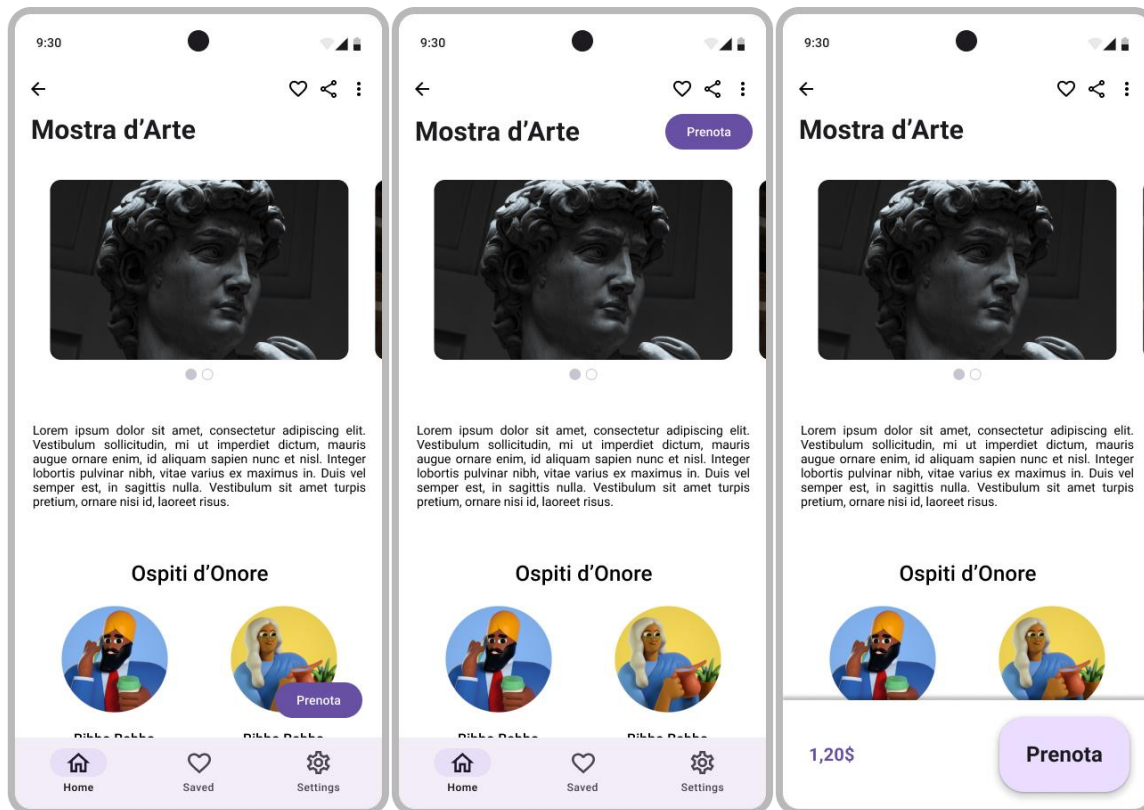 9:30
Mostra d’Arte
Lorem ipsum dolor sit amet, consectetur adipiscing elit.
Vestibulum sollicitudin, mi ut imperdiet dictum, mauris
augue ornare enim, id aliquam sapien nunc et nisl. Integer
lobortis pulvinar nibh, vitae varius ex maximus in. Duis vel
semper est, in sagittis nulla. Vestibulum sit amet turpis
pretium, ornare nisi id, laoreet risus.
Ospiti d’Onore
Prenota
Home
Saved
Settings
9:30
Mostra d’Arte
Prenota
Lorem ipsum dolor sit amet, consectetur adipiscing elit.
Vestibulum sollicitudin, mi ut imperdiet dictum, mauris
augue ornare enim, id aliquam sapien nunc et nisl. Integer
lobortis pulvinar nibh, vitae varius ex maximus in. Duis vel
semper est, in sagittis nulla. Vestibulum sit amet turpis
pretium, ornare nisi id, laoreet risus.
Ospiti d’Onore
Home
Saved
Settings
9:30
Mostra d’Arte
Lorem ipsum dolor sit amet, consectetur adipiscing elit.
Vestibulum sollicitudin, mi ut imperdiet dictum, mauris
augue ornare enim, id aliquam sapien nunc et nisl. Integer
lobortis pulvinar nibh, vitae varius ex maximus in. Duis vel
semper est, in sagittis nulla. Vestibulum sit amet turpis
pretium, ornare nisi id, laoreet risus.
Ospiti d’Onore
1,20$
Prenota